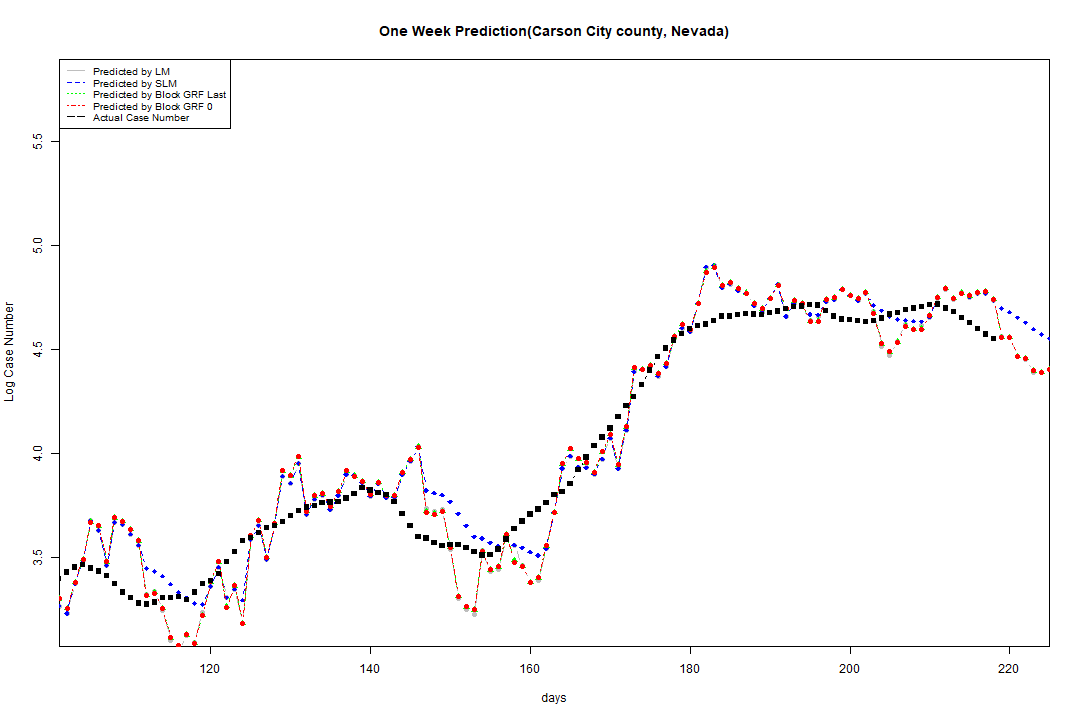 One Week Prediction(Carson City county, Nevada)
Predicted by LM
Predicted by SLM
Predicted by Block GRF Last
Predicted by Block GRF 0
Actual Case Number
5.5
5.0
4.5
4.0
3.5
Log Case Number
120 140 160 180 200 220
days